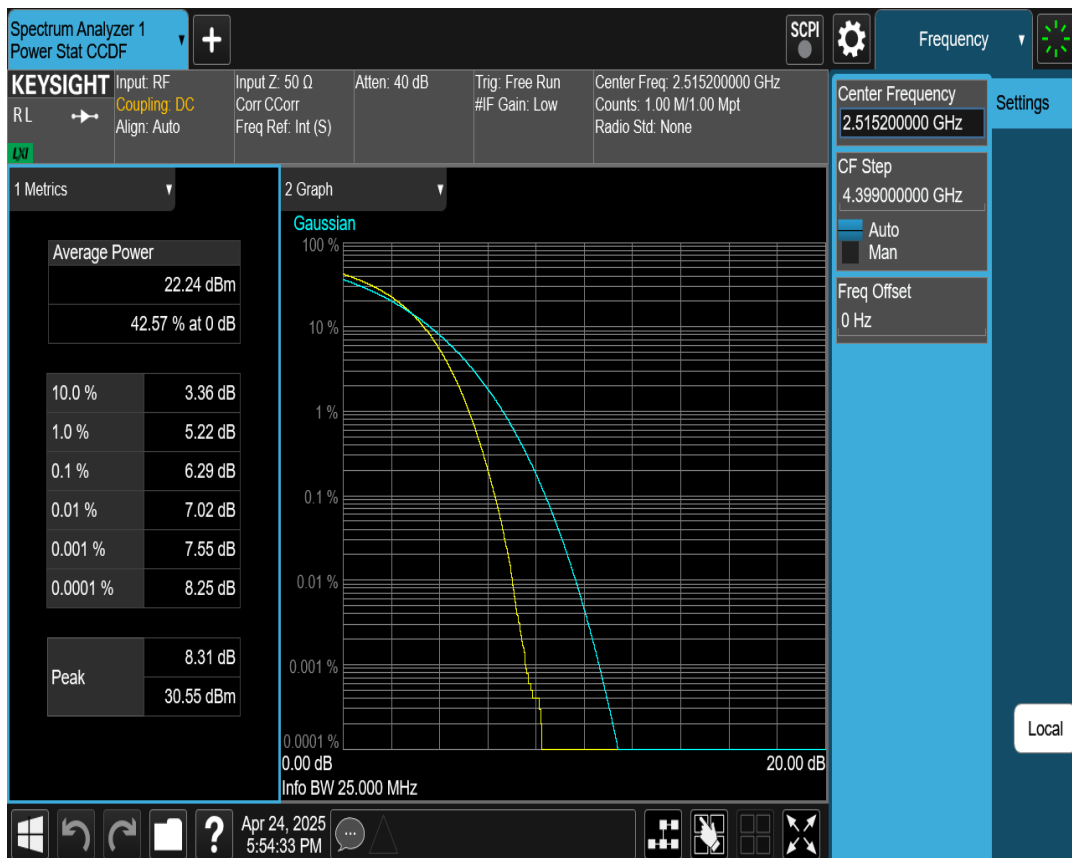 Spectrum Analyzer 1
Power Stat CCDF
+
SCPI
Frequency
KEYSIGHT
RL
LXI
Input: RF
Coupling: DC
Align: Auto
Input Z: 50 Ω
Corr CCorr
Freq Ref: Int (S)
Atten: 40 dB
Trig: Free Run
#IF Gain: Low
Center Freq: 2.515200000 GHz
Counts: 1.00 M/1.00 Mpt
Radio Std: None
Center Frequency
2.515200000 GHz
Settings
CF Step
4.399000000 GHz
Auto
Man
Freq Offset
0 Hz
Local
1 Metrics
Average Power
22.24 dBm
42.57 % at 0 dB
10.0 % 3.36 dB
1.0 % 5.22 dB
0.1 % 6.29 dB
0.01 % 7.02 dB
0.001 % 7.55 dB
0.0001 % 8.25 dB
Peak
8.31 dB
30.55 dBm
2 Graph
Gaussian
100 %
10 %
1 %
0.1 %
0.01 %
0.001 %
0.0001 %
0.00 dB 20.00 dB
Info BW 25.000 MHz
?
Apr 24, 2025
5:54:33 PM